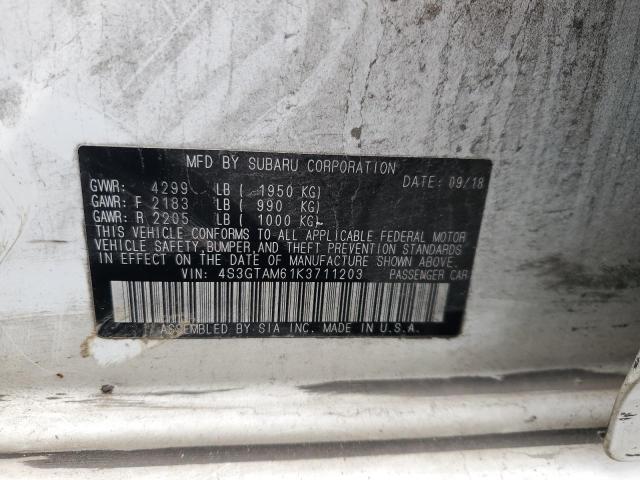 MFD BY SUBARU CORPORATION DATE: 09/18
GVWR: 4299 LB ( 1950 KG)
GAWR: F 2183 LB ( 990 KG)
GAWR: R 2205 LB ( 1000 KG)
THIS VEHICLE CONFORMS TO ALL APPLICABLE FEDERAL MOTOR
VEHICLE SAFETY, BUMPER, AND THEFT PREVENTION STANDARDS
IN EFFECT ON THE DATE OF MANUFACTURE SHOWN ABOVE.
VIN: 4S3GTAM61K3711203 PASSENGER CAR
ASSEMBLED BY SIA INC. MADE IN U.S.A.